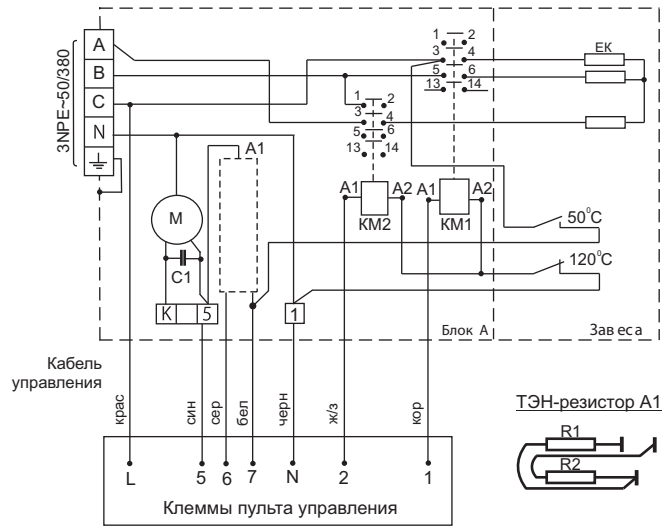 3NPE~50/380
A
B
C
N
1 2
3 4
5 6
13 14
EK
1 2
3 4
5 6
13 14
A1
M
C1
K 5
A1 A2
КМ2
A1 A2
КМ1
50°C
120°C
1
Блок А
Завеса
Кабель
управления
крас
син
сер
бел
черн
ж/з
кор
L 5 6 7 N 2 1
Клеммы пульта управления
ТЭН-резистор А1
R1
R2